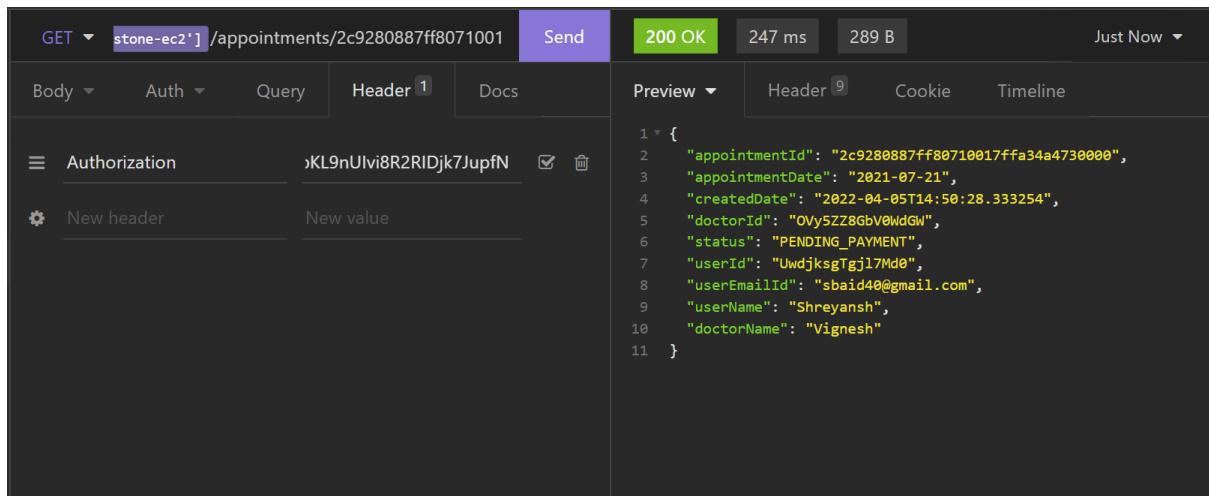 GET stone-ec2'] /appointments/2c9280887ff8071001 Send
200 OK 247 ms 289 B Just Now
Body Auth Query Header 1 Docs
Preview Header 9 Cookie Timeline
Authorization
New header New value
1 {
2 "appointmentId": "2c9280887ff80710017ffa34a4730000",
3 "appointmentDate": "2021-07-21",
4 "createdDate": "2022-04-05T14:50:28.333254",
5 "doctorId": "OVy5ZZ8GbV0WdGW",
6 "status": "PENDING_PAYMENT",
7 "userId": "UwdjksgTgjl7Md0",
8 "userEmailId": "sbaid40@gmail.com",
9 "userName": "Shreyansh",
10 "doctorName": "Vignesh"
11 }